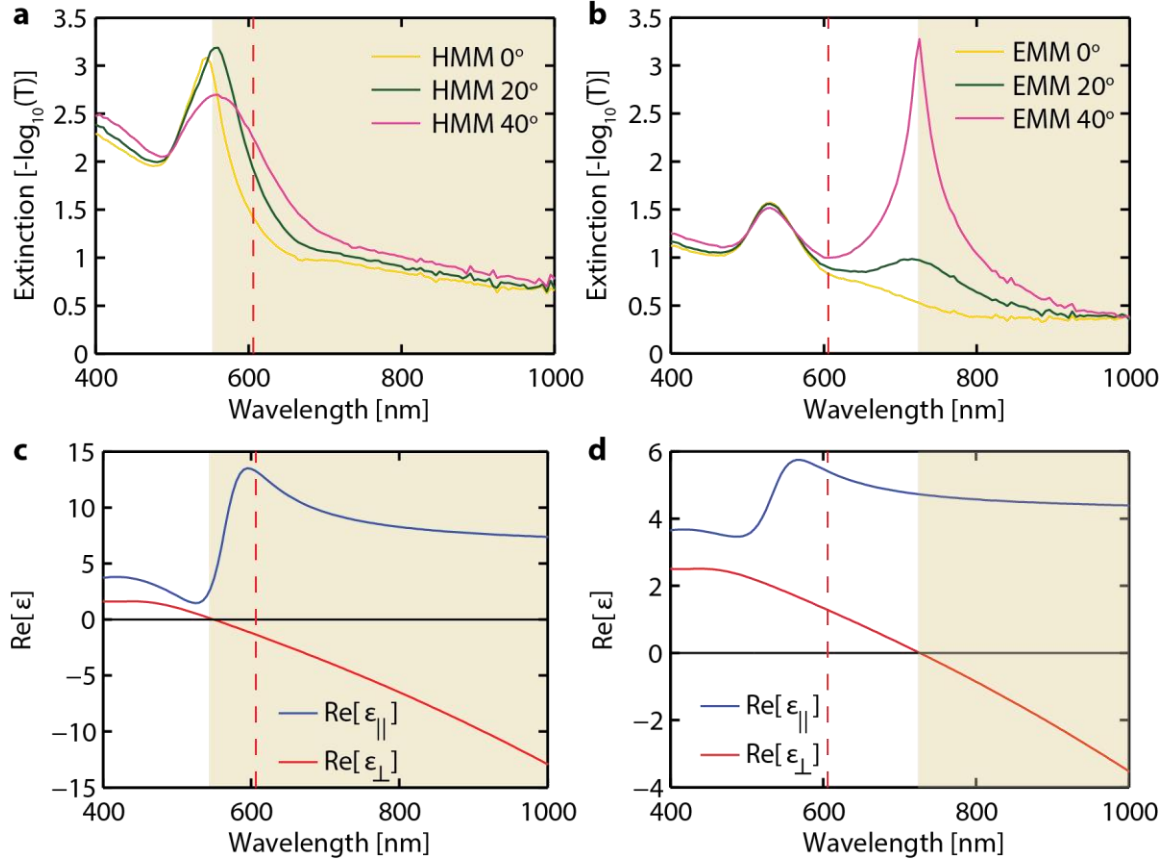 a
3.5
3
2.5
2
1.5
1
0.5
0
Extinction [-log10(T)]
HMM 0°
HMM 20°
HMM 40°
400
600
800
1000
Wavelength [nm]
b
3.5
3
2.5
2
1.5
1
0.5
0
Extinction [-log10(T)]
EMM 0°
EMM 20°
EMM 40°
400
600
800
1000
Wavelength [nm]
c
15
10
5
0
−5
−10
−15
Re[ε]
Re[ε||]
Re[ε⊥]
400
600
800
1000
Wavelength [nm]
d
6
4
2
0
−2
−4
Re[ε]
Re[ε||]
Re[ε⊥]
400
600
800
1000
Wavelength [nm]